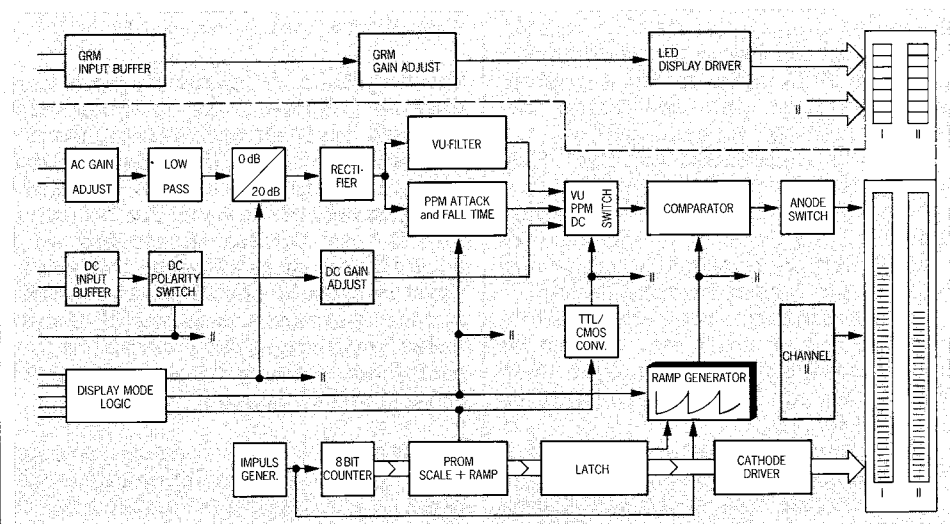 GRM
INPUT BUFFER
GRM
GAIN ADJUST
LED
DISPLAY DRIVER
II
I
II
AC GAIN
ADJUST
LOW
PASS
0 dB
20 dB
RECTI-
FIER
VU-FILTER
PPM ATTACK
and FALL TIME
VU
PPM
DC
SWITCH
COMPARATOR
ANODE
SWITCH
DC
INPUT
BUFFER
DC
POLARITY
SWITCH
DC GAIN
ADJUST
II
II
II
TTL/
CMOS
CONV.
II
II
CHANNEL
II
DISPLAY MODE
LOGIC
RAMP GENERATOR
IMPULS
GENER.
8 BIT
COUNTER
PROM
SCALE + RAMP
LATCH
CATHODE
DRIVER
I
II